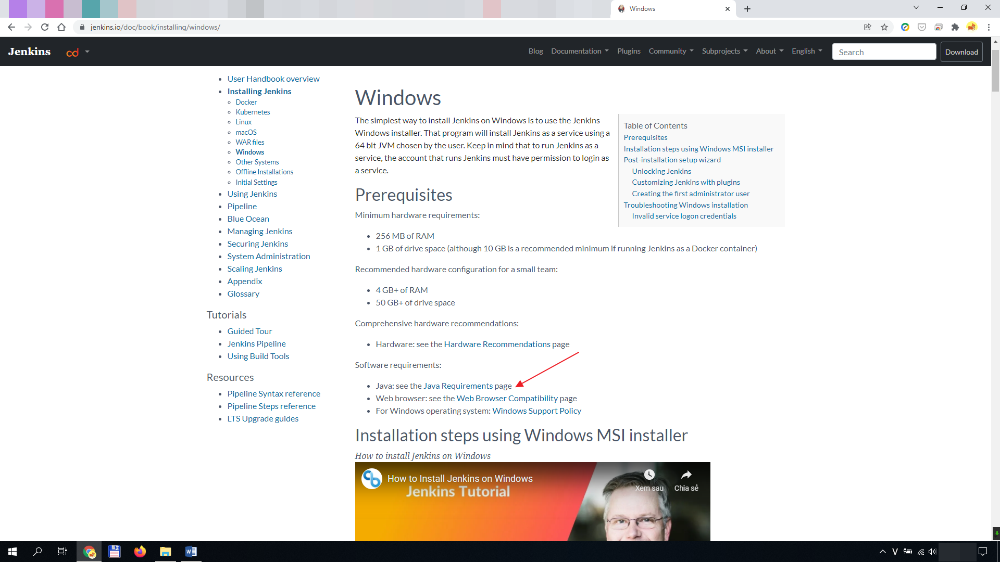 Windows
jenkins.io/doc/book/installing/windows/
Jenkins
cd
Blog
Documentation
Plugins
Community
Subprojects
About
English
Search
Download
User Handbook overview
Installing Jenkins
Docker
Kubernetes
Linux
macOS
WAR files
Windows
Other Systems
Offline Installations
Initial Settings
Using Jenkins
Pipeline
Blue Ocean
Managing Jenkins
Securing Jenkins
System Administration
Scaling Jenkins
Appendix
Glossary
Tutorials
Guided Tour
Jenkins Pipeline
Using Build Tools
Resources
Pipeline Syntax reference
Pipeline Steps reference
LTS Upgrade guides
Windows
The simplest way to install Jenkins on Windows is to use the Jenkins
Windows installer. That program will install Jenkins as a service using a
64 bit JVM chosen by the user. Keep in mind that to run Jenkins as a
service, the account that runs Jenkins must have permission to login as
a service.
Table of Contents
Prerequisites
Installation steps using Windows MSI installer
Post-installation setup wizard
Unlocking Jenkins
Customizing Jenkins with plugins
Creating the first administrator user
Troubleshooting Windows installation
Invalid service logon credentials
Prerequisites
Minimum hardware requirements:
256 MB of RAM
1 GB of drive space (although 10 GB is a recommended minimum if running Jenkins as a Docker container)
Recommended hardware configuration for a small team:
4 GB+ of RAM
50 GB+ of drive space
Comprehensive hardware recommendations:
Hardware: see the Hardware Recommendations page
Software requirements:
Java: see the Java Requirements page
Web browser: see the Web Browser Compatibility page
For Windows operating system: Windows Support Policy
Installation steps using Windows MSI installer
How to install Jenkins on Windows
How to Install Jenkins on Windows
Jenkins Tutorial
Xem sau
Chia sẻ
V